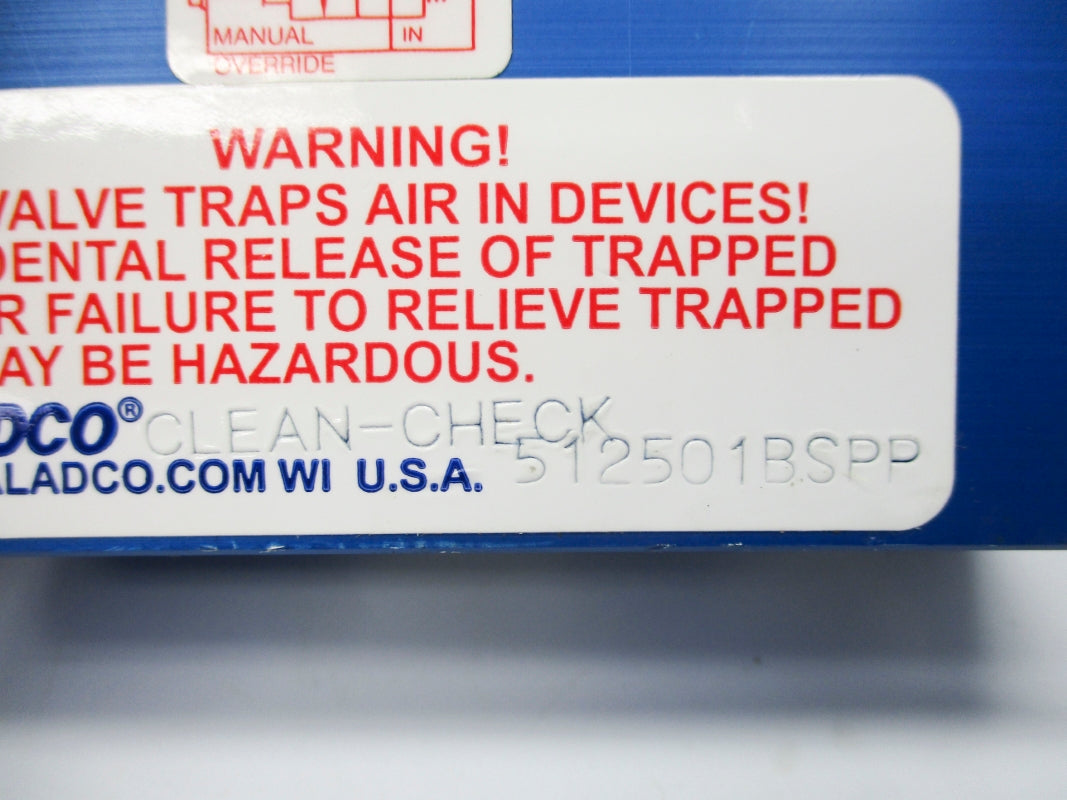 MANUAL IN
OVERRIDE
WARNING!
VALVE TRAPS AIR IN DEVICES!
DENTAL RELEASE OF TRAPPED
R FAILURE TO RELIEVE TRAPPED
AY BE HAZARDOUS.
DCO® CLEAN-CHECK
ALADCO.COM WI U.S.A. 512501BSPP